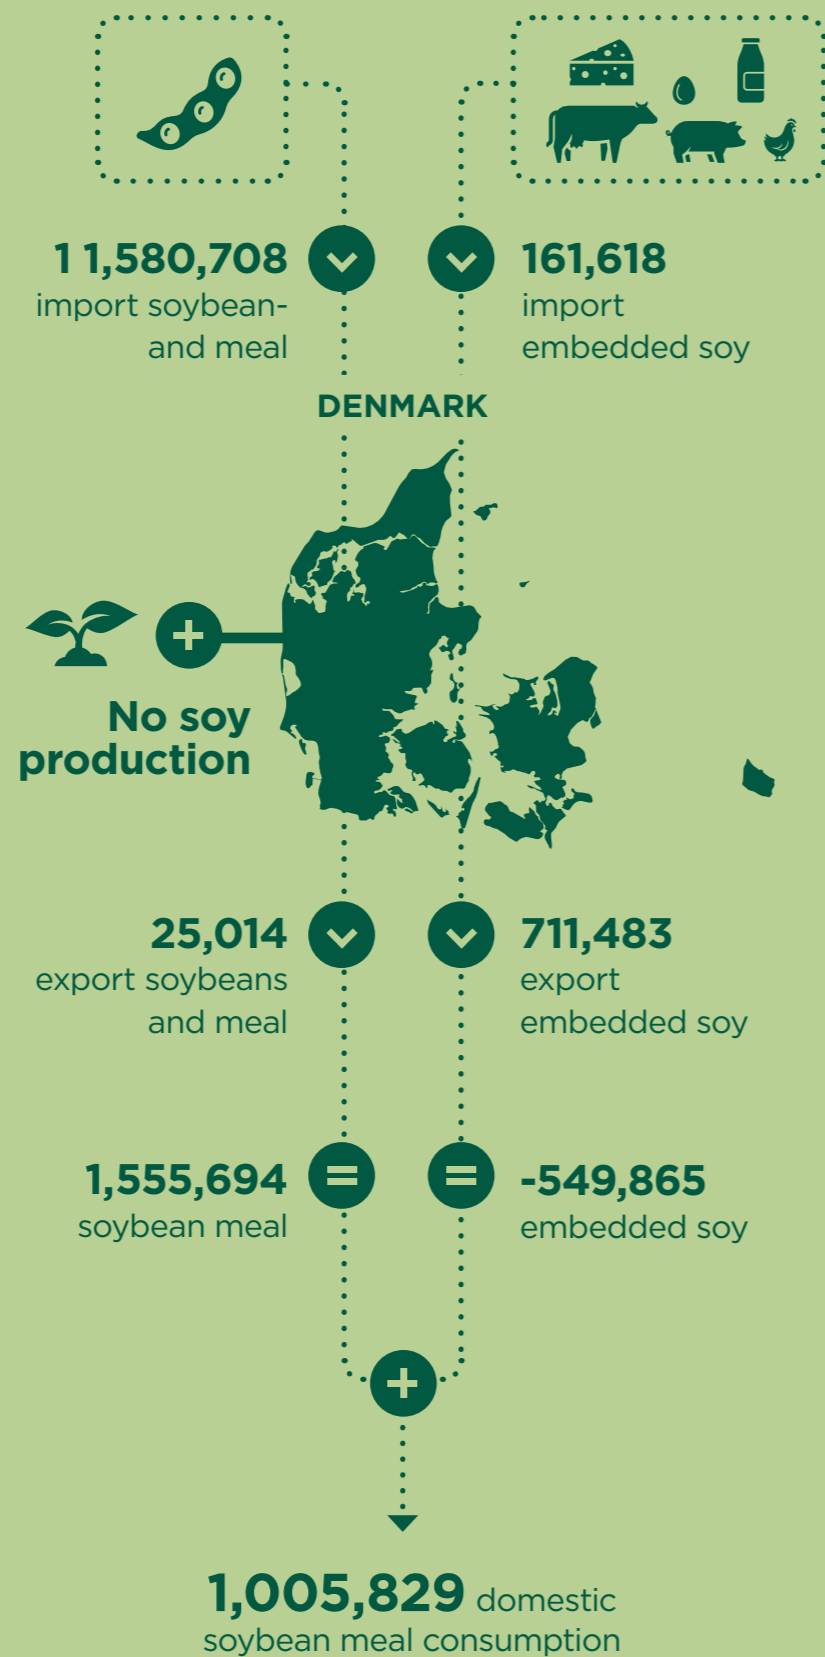 1 1,580,708
import soybean-
and meal
161,618
import
embedded soy
DENMARK
No soy
production
25,014
export soybeans
and meal
711,483
export
embedded soy
1,555,694
soybean meal
-549,865
embedded soy
1,005,829 domestic
soybean meal consumption